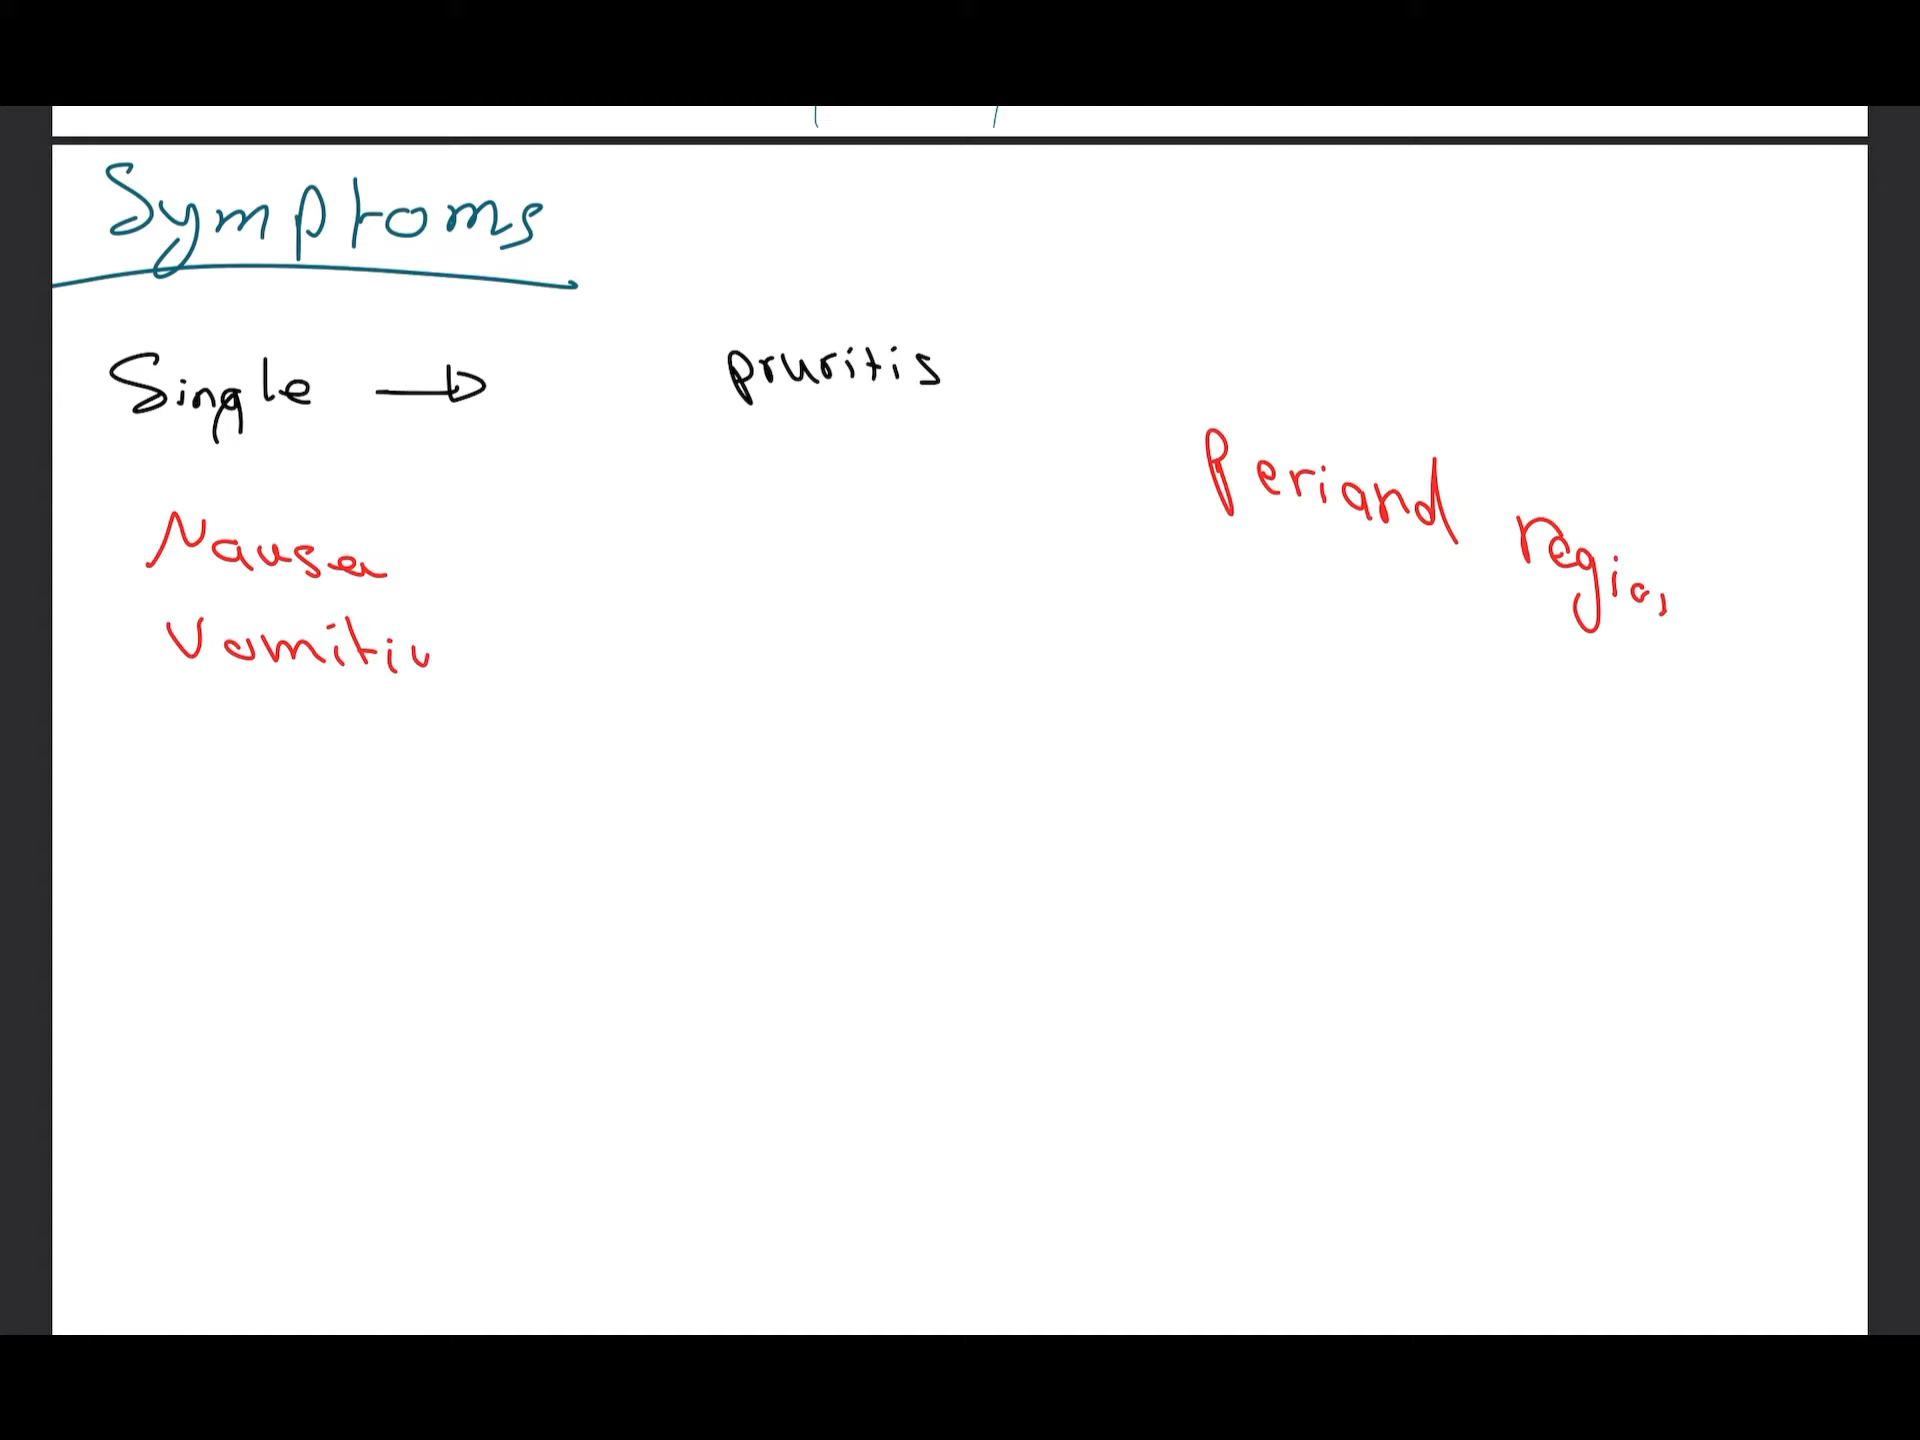 Symptoms
Single → pruritis
Perianal region
Nausea
Vomitin